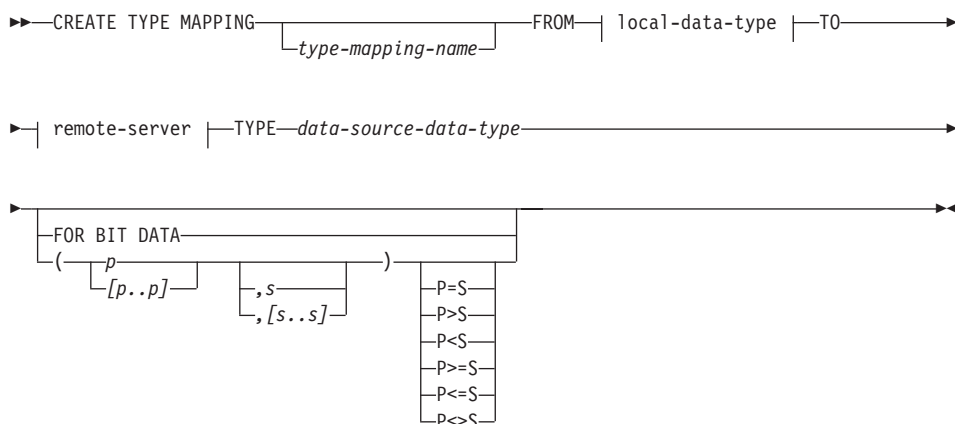 CREATE TYPE MAPPING FROM local-data-type TO
type-mapping-name
remote-server TYPE data-source-data-type
FOR BIT DATA
( p )
[p..p] ,s P=S
,[s..s] P>S
P<S
P>=S
P<=S
P<>S